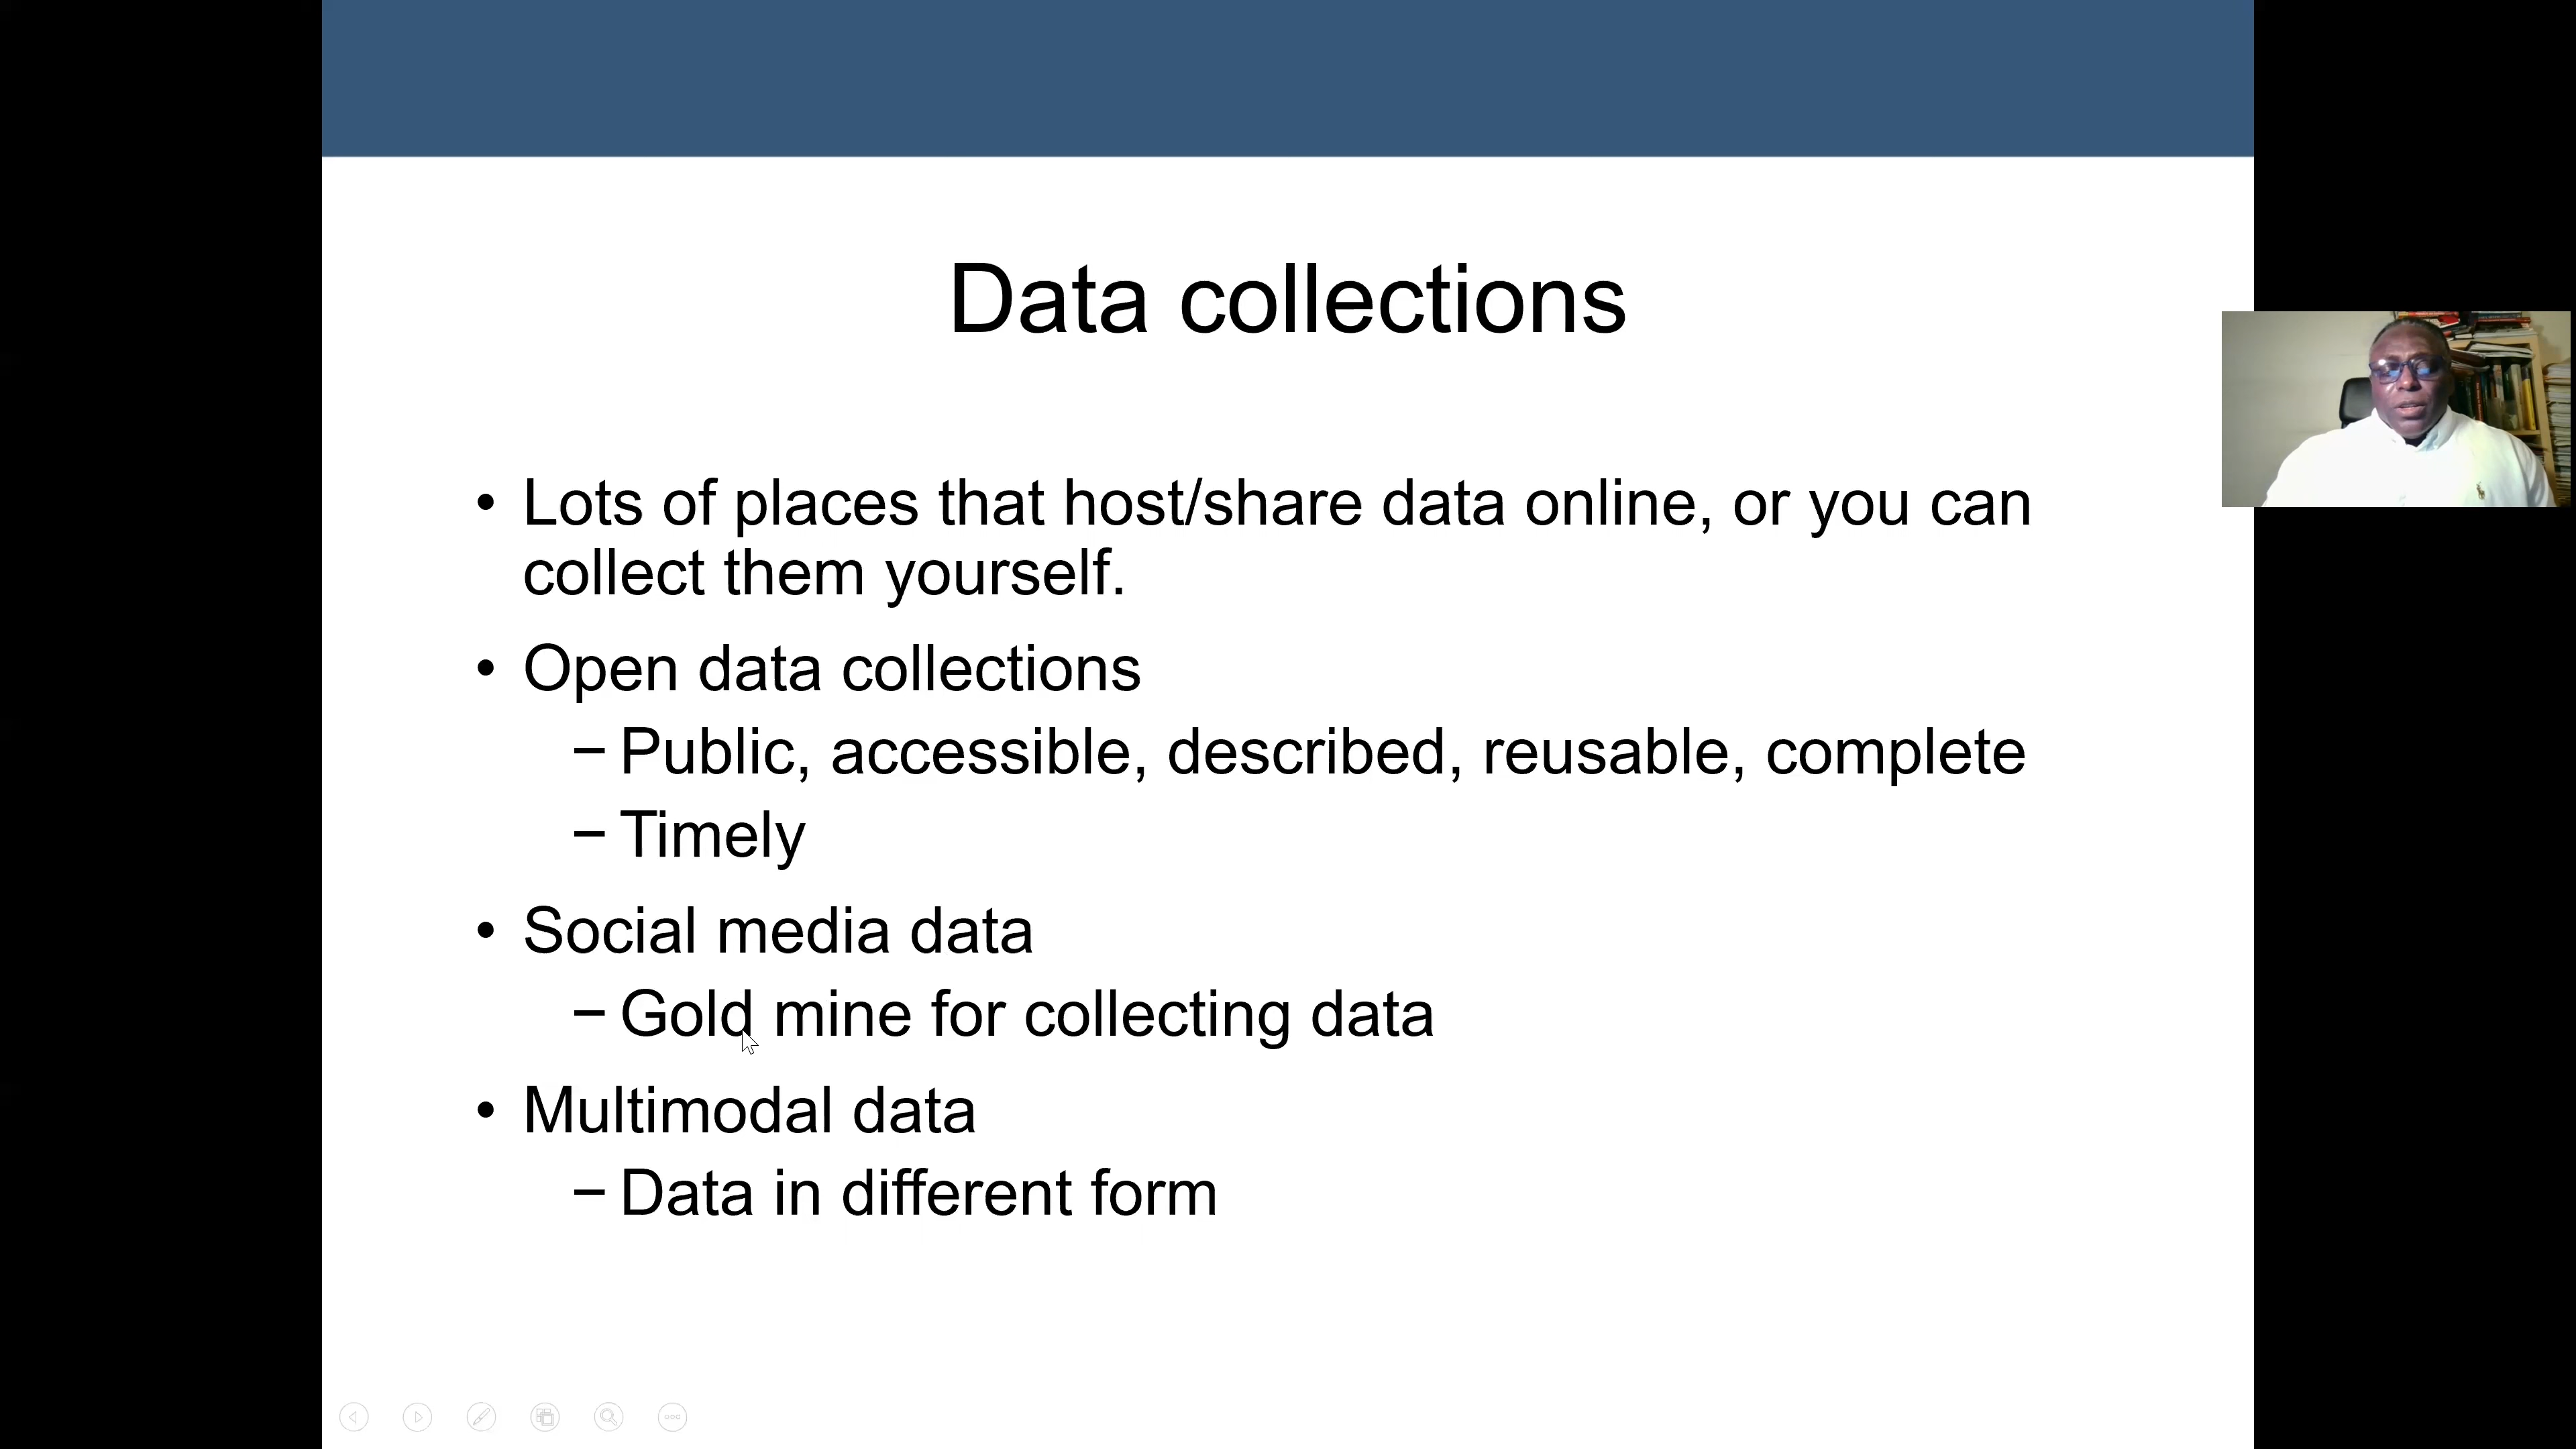 Data collections
• Lots of places that host/share data online, or you can
collect them yourself.
• Open data collections
– Public, accessible, described, reusable, complete
– Timely
• Social media data
– Gold mine for collecting data
• Multimodal data
– Data in different form